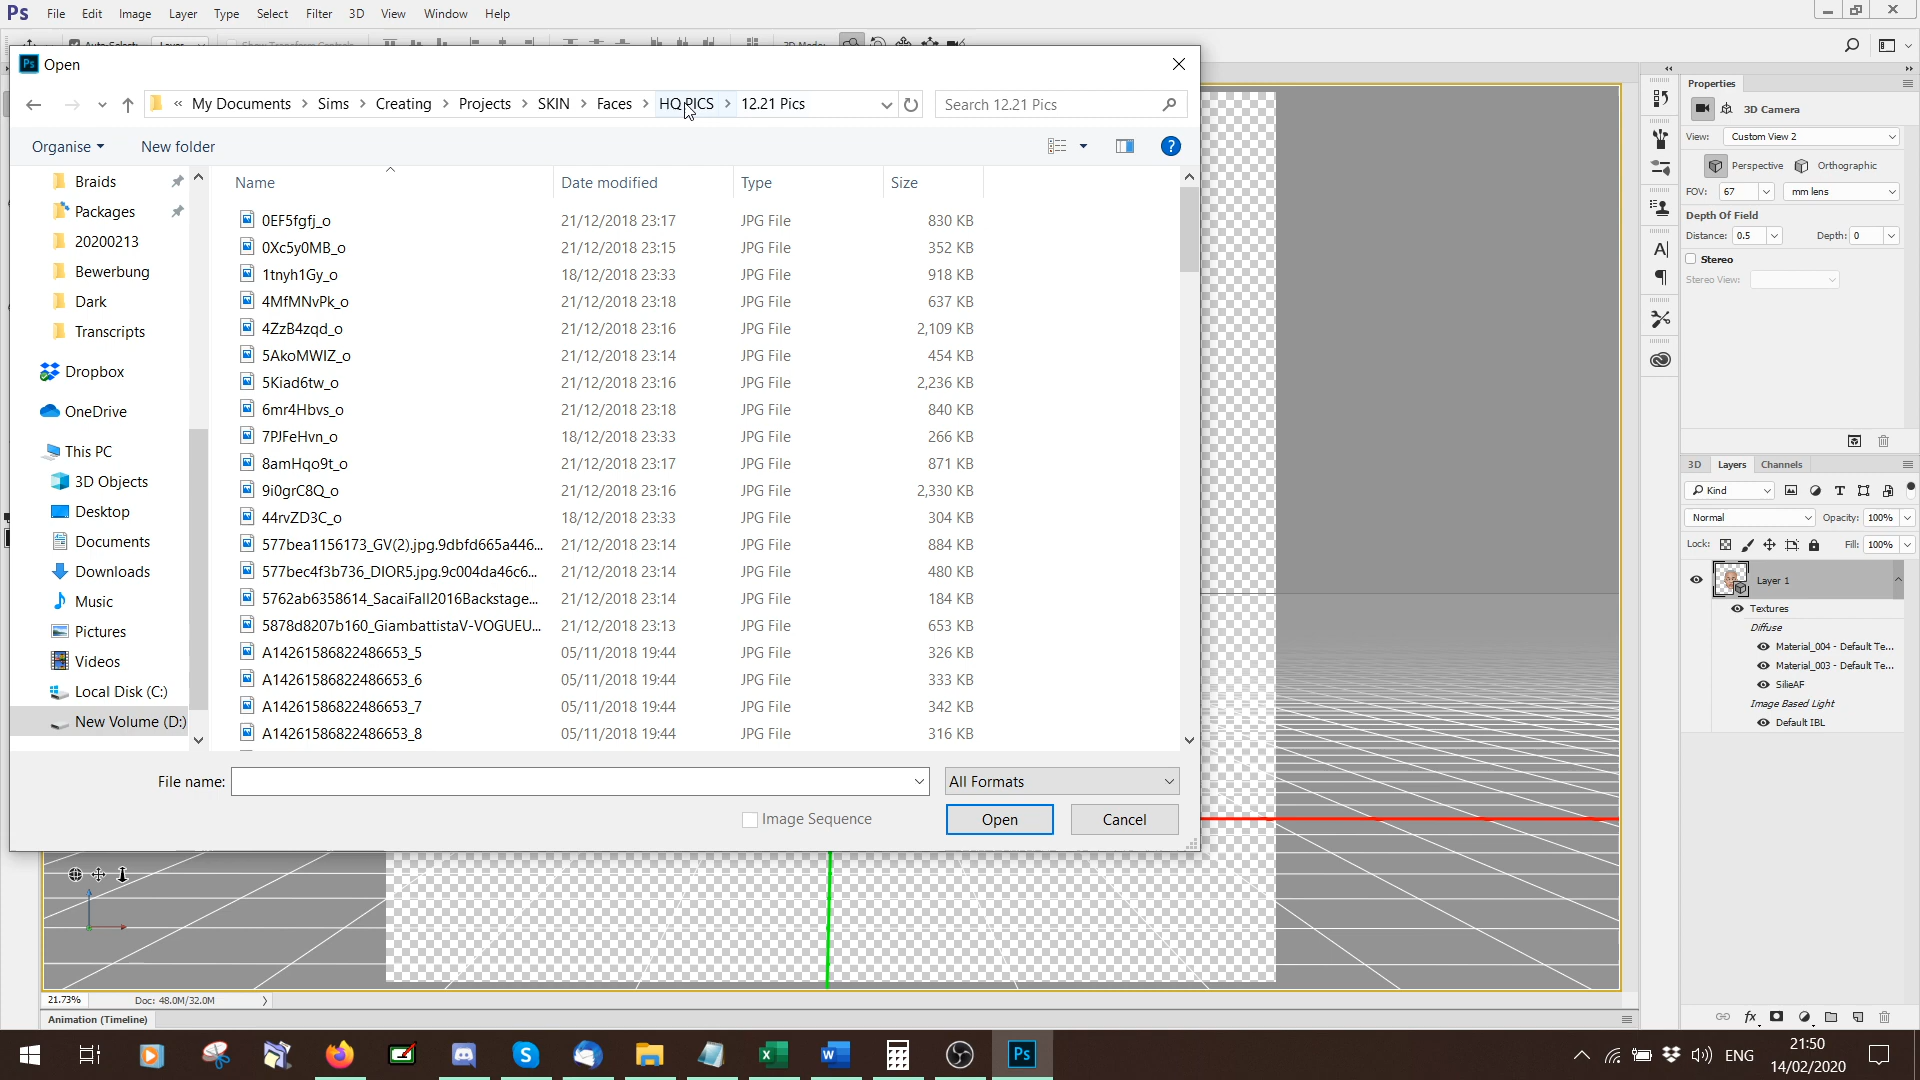 Ps File Edit Image Layer Type Select Filter 3D View Window Help
Open
« My Documents > Sims > Creating > Projects > SKIN > Faces > HQ PICS > 12.21 Pics
Search 12.21 Pics
Organise
New folder
Braids
Packages
20200213
Bewerbung
Dark
Transcripts
Dropbox
OneDrive
This PC
3D Objects
Desktop
Documents
Downloads
Music
Pictures
Videos
Local Disk (C:)
New Volume (D:)
Name Date modified Type Size
0EF5fgfj_o 21/12/2018 23:17 JPG File 830 KB
0Xc5y0MB_o 21/12/2018 23:15 JPG File 352 KB
1tnyh1Gy_o 18/12/2018 23:33 JPG File 918 KB
4MfMNvPk_o 21/12/2018 23:18 JPG File 637 KB
4ZzB4zqd_o 21/12/2018 23:16 JPG File 2,109 KB
5AkoMWIZ_o 21/12/2018 23:14 JPG File 454 KB
5Kiad6tw_o 21/12/2018 23:16 JPG File 2,236 KB
6mr4Hbvs_o 21/12/2018 23:18 JPG File 840 KB
7PJFeHvn_o 18/12/2018 23:33 JPG File 266 KB
8amHqo9t_o 21/12/2018 23:17 JPG File 871 KB
9i0grC8Q_o 21/12/2018 23:16 JPG File 2,330 KB
44rvZD3C_o 18/12/2018 23:33 JPG File 304 KB
577bea1156173_GV(2).jpg.9dbfd665a446... 21/12/2018 23:14 JPG File 884 KB
577bec4f3b736_DIOR5.jpg.9c004da46c6... 21/12/2018 23:14 JPG File 480 KB
5762ab6358614_SacaiFall2016Backstage... 21/12/2018 23:14 JPG File 184 KB
5878d8207b160_GiambattistaV-VOGUEU... 21/12/2018 23:13 JPG File 653 KB
A14261586822486653_5 05/11/2018 19:44 JPG File 326 KB
A14261586822486653_6 05/11/2018 19:44 JPG File 333 KB
A14261586822486653_7 05/11/2018 19:44 JPG File 342 KB
A14261586822486653_8 05/11/2018 19:44 JPG File 316 KB
File name:
All Formats
Image Sequence
Open
Cancel
Properties
3D Camera
View: Custom View 2
Perspective Orthographic
FOV: 67 mm lens
Depth Of Field
Distance: 0.5 Depth: 0
Stereo
Stereo View:
3D Layers Channels
Kind
Normal Opacity: 100%
Lock: Fill: 100%
Layer 1
Textures
Diffuse
Material_004 - Default Te...
Material_003 - Default Te...
SilieAF
Image Based Light
Default IBL
fx
21.73% Doc: 48.0M/32.0M
Animation (Timeline)
Ps
ENG
21:50
14/02/2020